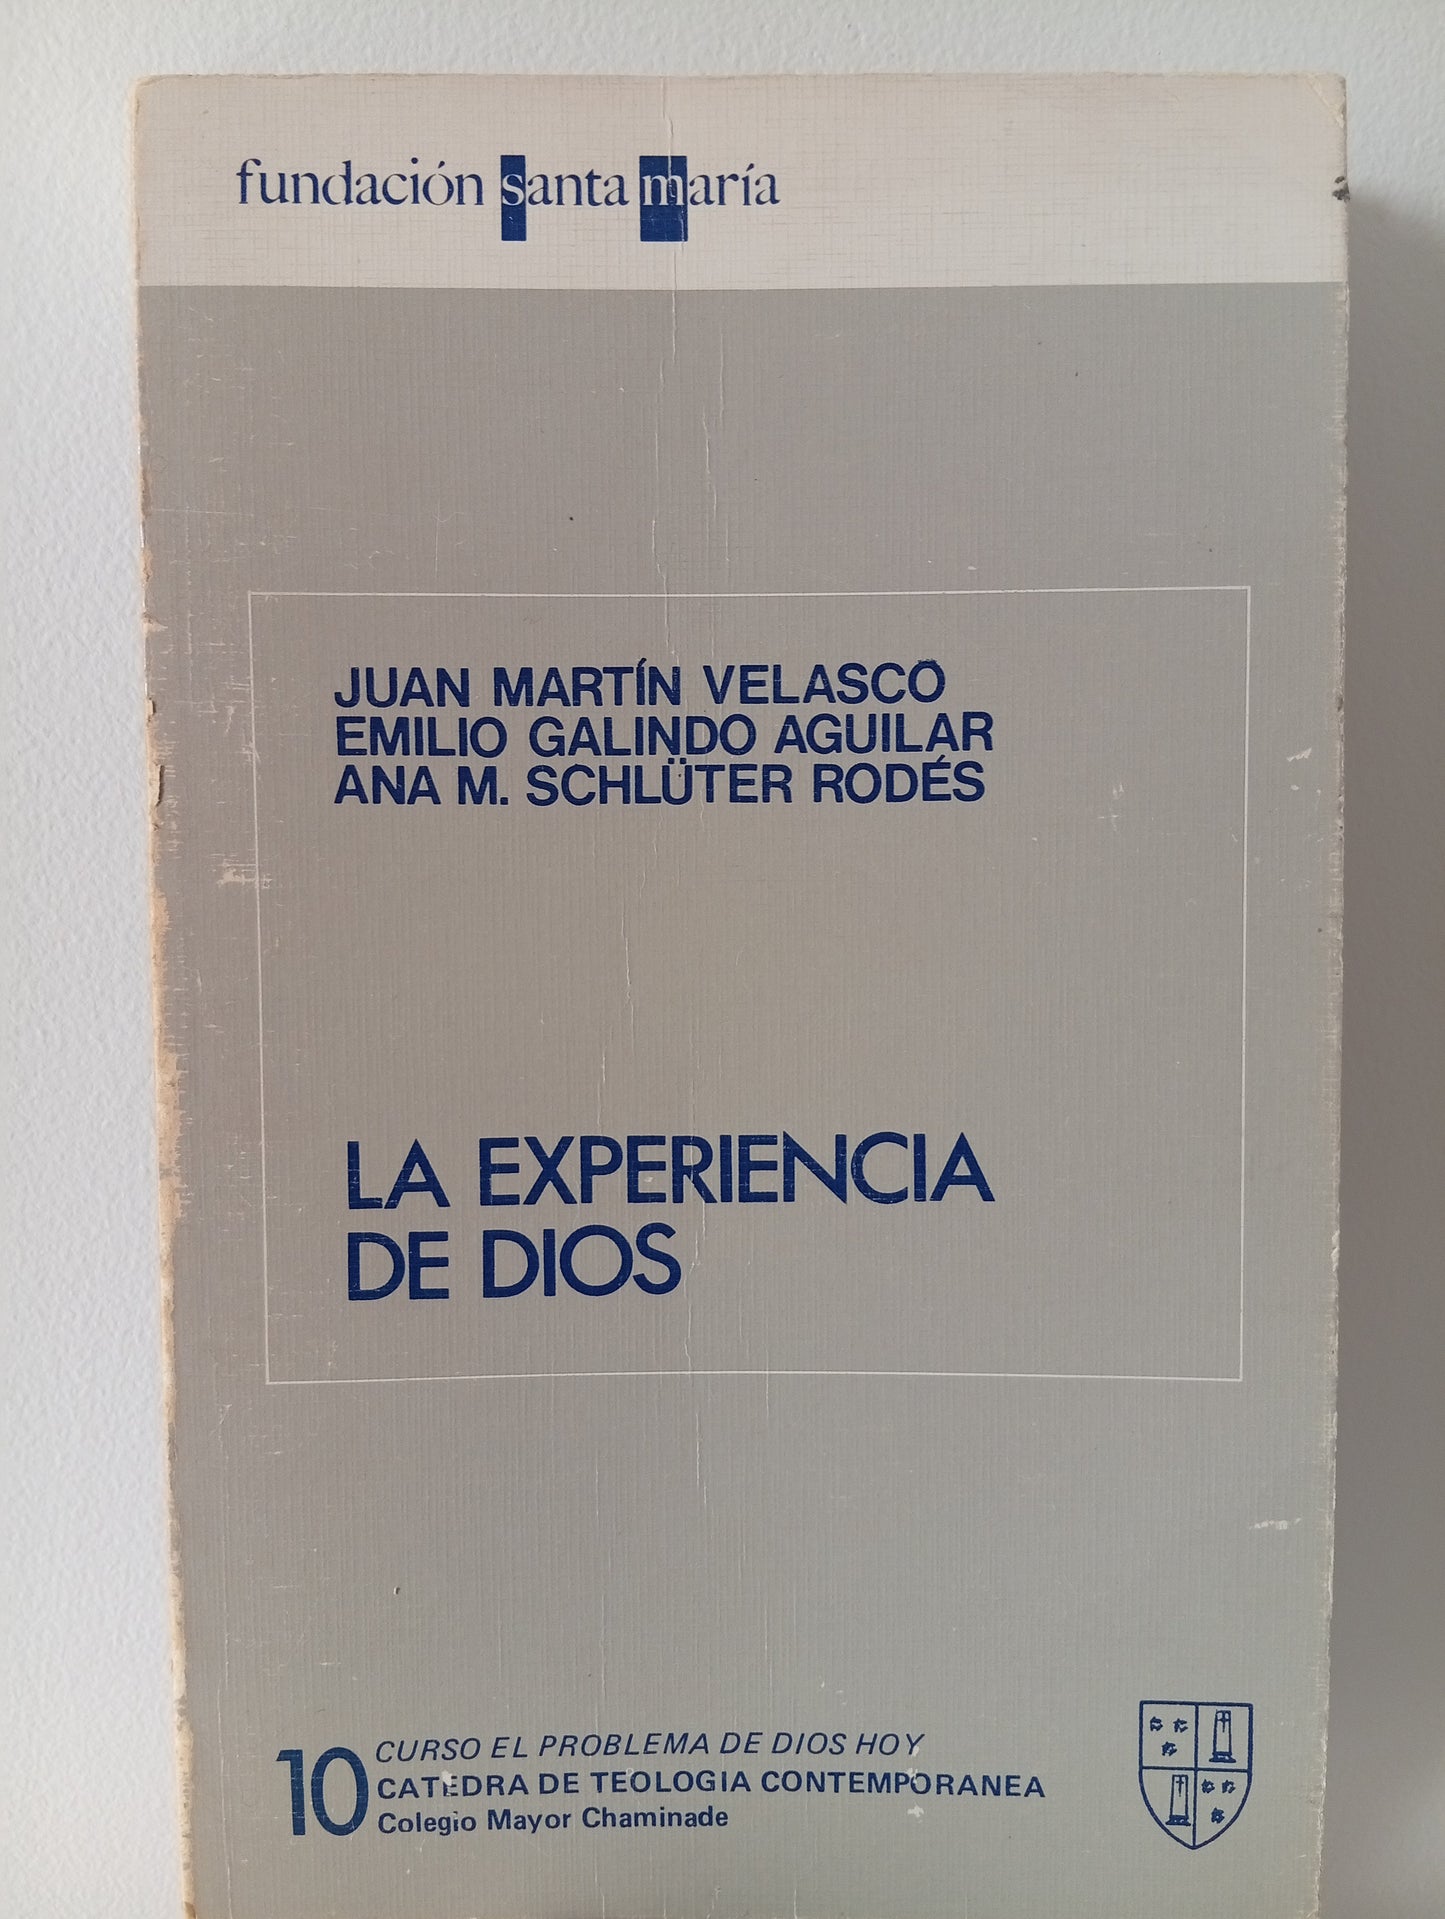 fundación santa maría
JUAN MARTÍN VELASCO
EMILIO GALINDO AGUILAR
ANA M. SCHLÜTER RODÉS
LA EXPERIENCIA
DE DIOS
10
CURSO EL PROBLEMA DE DIOS HOY
CATEDRA DE TEOLOGIA CONTEMPORANEA
Colegio Mayor Chaminade